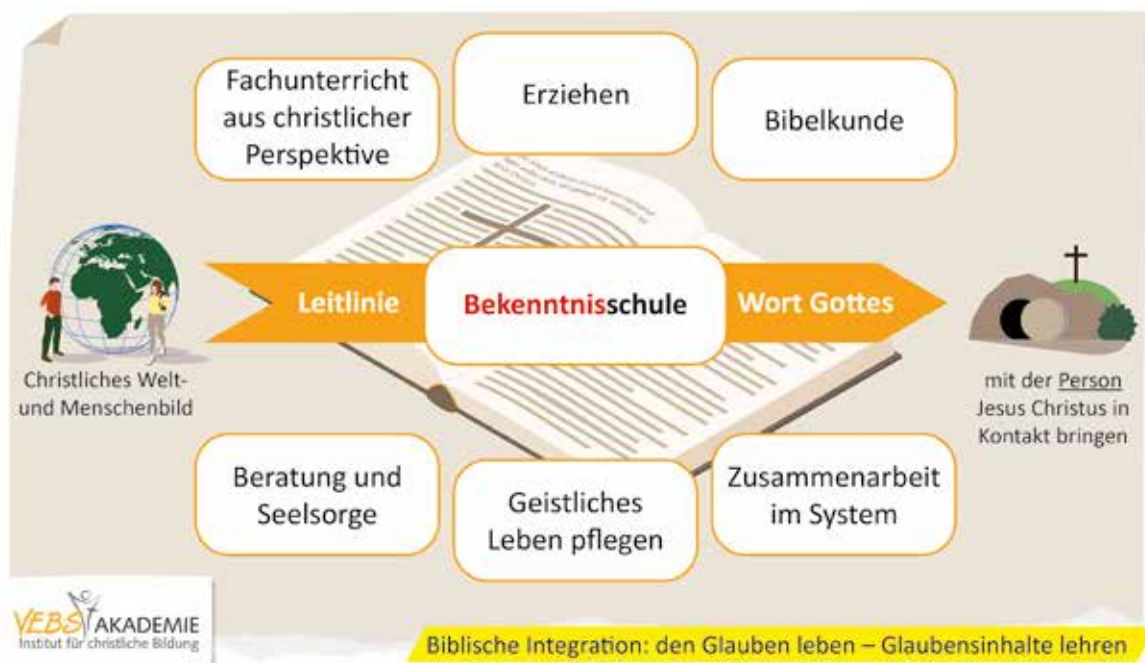 Fachunterricht
aus christlicher
Perspektive
Erziehen
Bibelkunde
Leitlinie
Bekenntnisschule
Wort Gottes
Christliches Welt-
und Menschenbild
mit der Person
Jesus Christus in
Kontakt bringen
Beratung und
Seelsorge
Geistliches
Leben pflegen
Zusammenarbeit
im System
VEBS AKADEMIE
Institut für christliche Bildung
Biblische Integration: den Glauben leben – Glaubensinhalte lehren